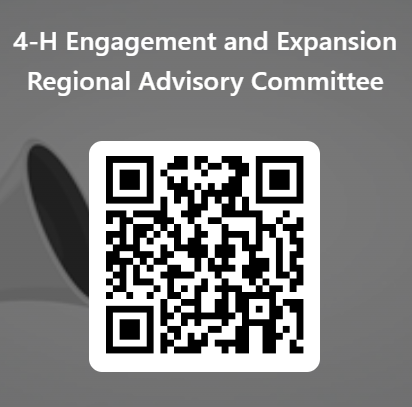 4-H Engagement and Expansion
Regional Advisory Committee